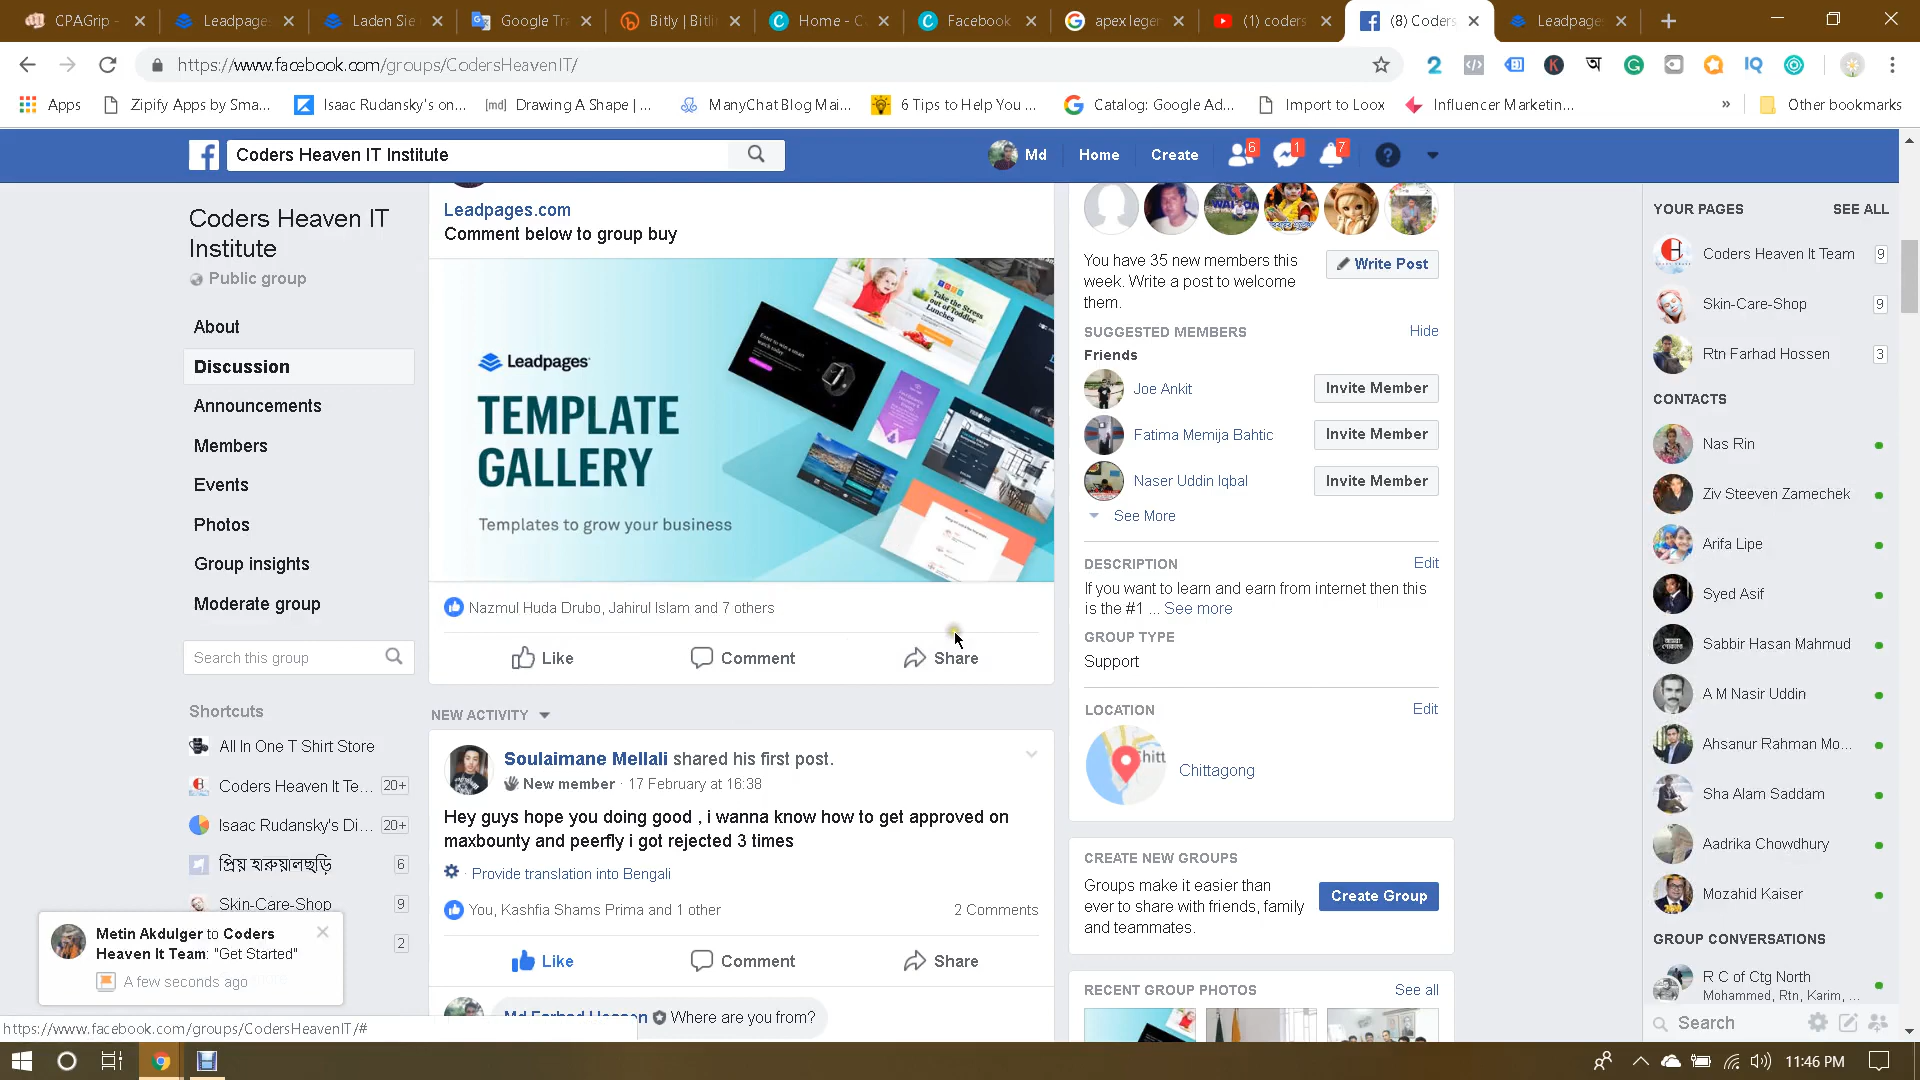 CPAGrip -
Leadpage
Laden Sie
Google Tr
Bitly | Bitl
Home - C
Facebook
apex lege
(1) coders
(8) Coders
Leadpage
https://www.facebook.com/groups/CodersHeavenIT/
Apps
Zipify Apps by Sma...
Isaac Rudansky's on...
Drawing A Shape | ...
ManyChat Blog Mai...
6 Tips to Help You ...
Catalog: Google Ad...
Import to Loox
Influencer Marketin...
Other bookmarks
Coders Heaven IT Institute
Md
Home
Create
6
1
7
Coders Heaven IT
Institute
Public group
About
Discussion
Announcements
Members
Events
Photos
Group insights
Moderate group
Search this group
Shortcuts
All In One T Shirt Store
Coders Heaven It Te... 20+
Isaac Rudansky's Di... 20+
প্রিয় হারুয়ালছড়ি 6
Skin-Care-Shop 9
2
Metin Akdulger to Coders
Heaven It Team: "Get Started"
A few seconds ago
https://www.facebook.com/groups/CodersHeavenIT/#
Leadpages.com
Comment below to group buy
Leadpages
TEMPLATE
GALLERY
Templates to grow your business
Take the Stress
out of Toddler
Lunches
Nazmul Huda Drubo, Jahirul Islam and 7 others
Like
Comment
Share
NEW ACTIVITY
Soulaimane Mellali shared his first post.
New member · 17 February at 16:38
Hey guys hope you doing good , i wanna know how to get approved on
maxbounty and peerfly i got rejected 3 times
· Provide translation into Bengali
You, Kashfia Shams Prima and 1 other
2 Comments
Like
Comment
Share
Md Farhad Hossen Where are you from?
You have 35 new members this
week. Write a post to welcome
them.
Write Post
SUGGESTED MEMBERS
Hide
Friends
Joe Ankit
Invite Member
Fatima Memija Bahtic
Invite Member
Naser Uddin Iqbal
Invite Member
See More
DESCRIPTION
Edit
If you want to learn and earn from internet then this
is the #1 ... See more
GROUP TYPE
Support
LOCATION
Edit
Chittagong
CREATE NEW GROUPS
Groups make it easier than
ever to share with friends, family
and teammates.
Create Group
RECENT GROUP PHOTOS
See all
YOUR PAGES
SEE ALL
Coders Heaven It Team 9
Skin-Care-Shop 9
Rtn Farhad Hossen 3
CONTACTS
Nas Rin
Ziv Steeven Zamechek
Arifa Lipe
Syed Asif
Sabbir Hasan Mahmud
A M Nasir Uddin
Ahsanur Rahman Mo...
Sha Alam Saddam
Aadrika Chowdhury
Mozahid Kaiser
GROUP CONVERSATIONS
R C of Ctg North
Mohammed, Rtn, Karim, ...
Search
11:46 PM